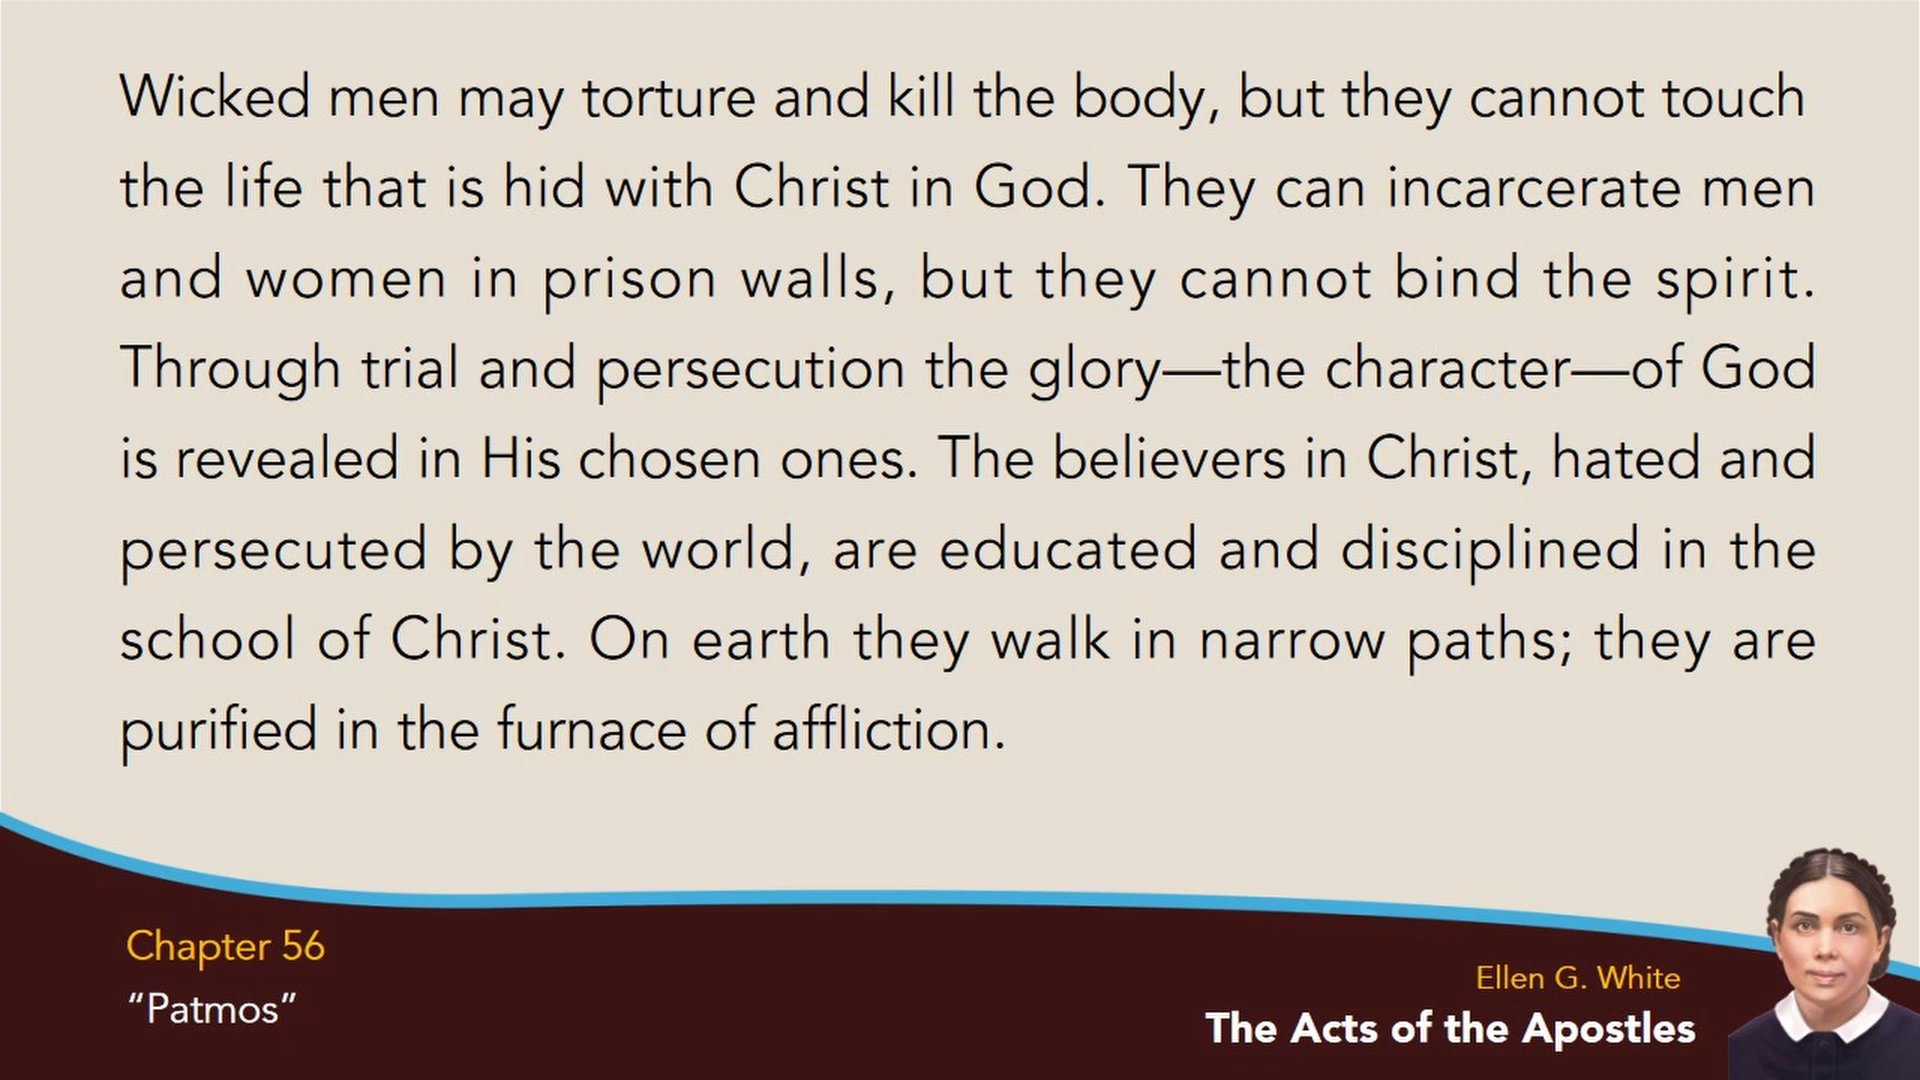 Wicked men may torture and kill the body, but they cannot touch
the life that is hid with Christ in God. They can incarcerate men
and women in prison walls, but they cannot bind the spirit.
Through trial and persecution the glory—the character—of God
is revealed in His chosen ones. The believers in Christ, hated and
persecuted by the world, are educated and disciplined in the
school of Christ. On earth they walk in narrow paths; they are
purified in the furnace of affliction.
Chapter 56
“Patmos”
Ellen G. White
The Acts of the Apostles